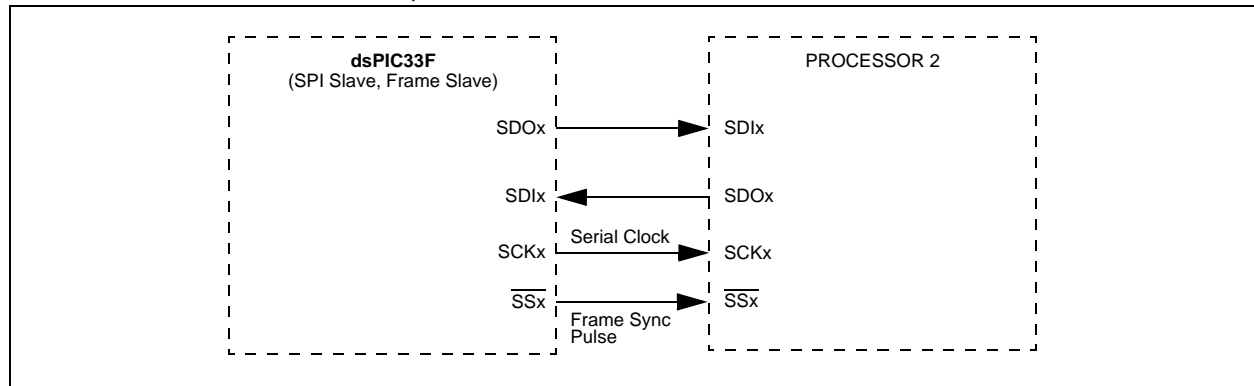 dsPIC33F
(SPI Slave, Frame Slave)
PROCESSOR 2
SDOx
SDIx
SDIx
SDOx
SCKx
Serial Clock
SCKx
SSx
Frame Sync
Pulse
SSx